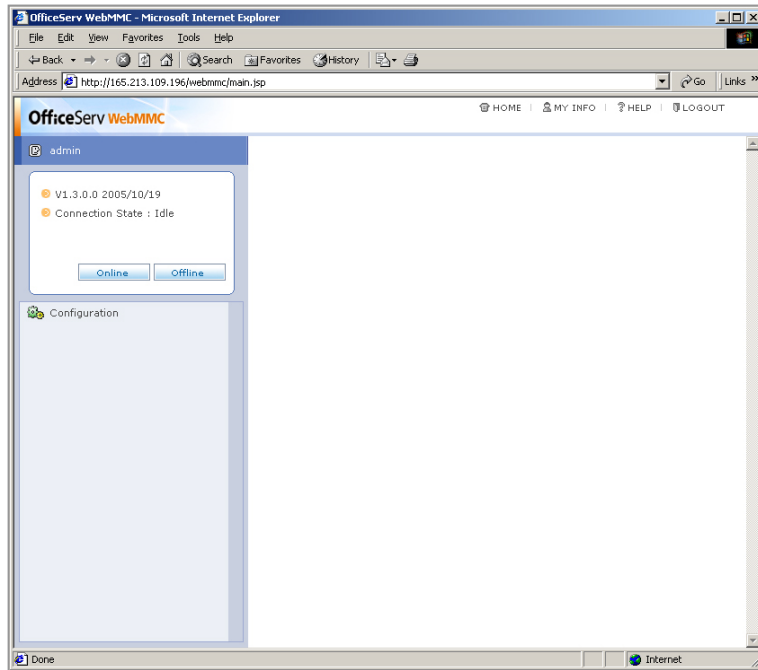 OfficeServ WebMMC - Microsoft Internet Explorer
File Edit View Favorites Tools Help
Back Search Favorites History
Address http://165.213.109.196/webmmc/main.jsp Go Links »
OfficeServ WebMMC HOME | MY INFO | HELP | LOGOUT
admin
V1.3.0.0 2005/10/19
Connection State : Idle
Online Offline
Configuration
Done Internet